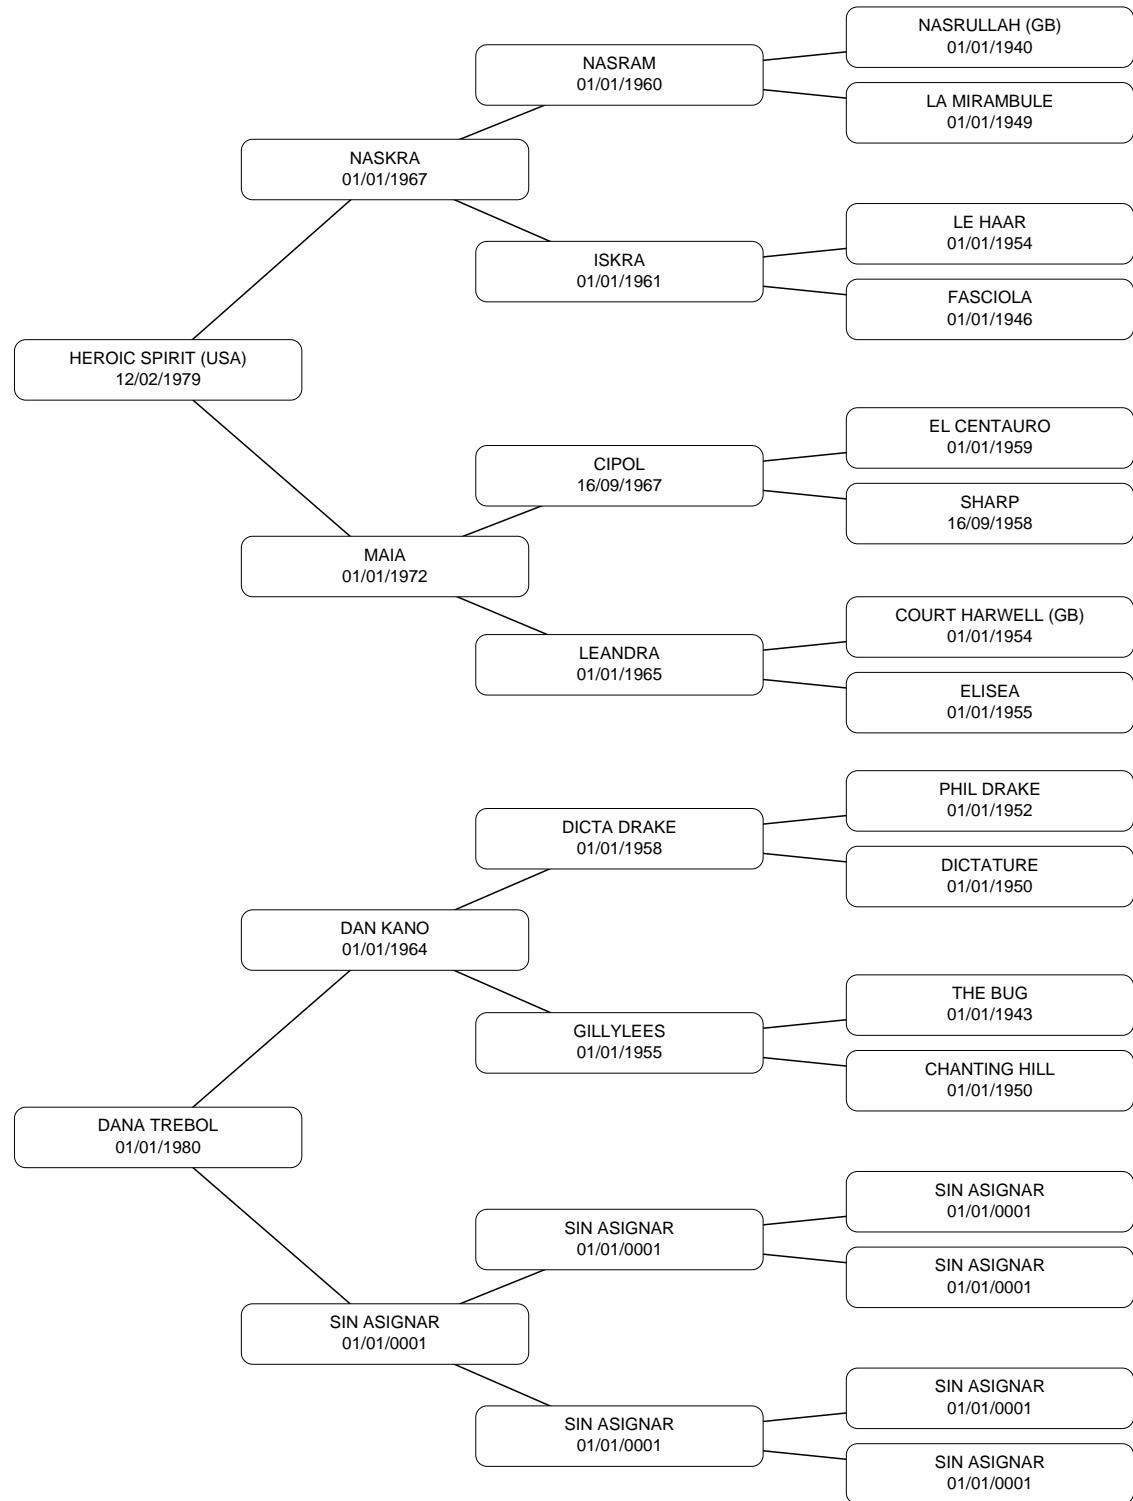 NASRULLAH (GB)
01/01/1940
NASRAM
01/01/1960
LA MIRAMBULE
01/01/1949
NASKRA
01/01/1967
LE HAAR
01/01/1954
ISKRA
01/01/1961
FASCIOLA
01/01/1946
HEROIC SPIRIT (USA)
12/02/1979
EL CENTAURO
01/01/1959
CIPOL
16/09/1967
SHARP
16/09/1958
MAIA
01/01/1972
COURT HARWELL (GB)
01/01/1954
LEANDRA
01/01/1965
ELISEA
01/01/1955
PHIL DRAKE
01/01/1952
DICTA DRAKE
01/01/1958
DICTATURE
01/01/1950
DAN KANO
01/01/1964
THE BUG
01/01/1943
GILLYLEES
01/01/1955
CHANTING HILL
01/01/1950
DANA TREBOL
01/01/1980
SIN ASIGNAR
01/01/0001
SIN ASIGNAR
01/01/0001
SIN ASIGNAR
01/01/0001
SIN ASIGNAR
01/01/0001
SIN ASIGNAR
01/01/0001
SIN ASIGNAR
01/01/0001
SIN ASIGNAR
01/01/0001